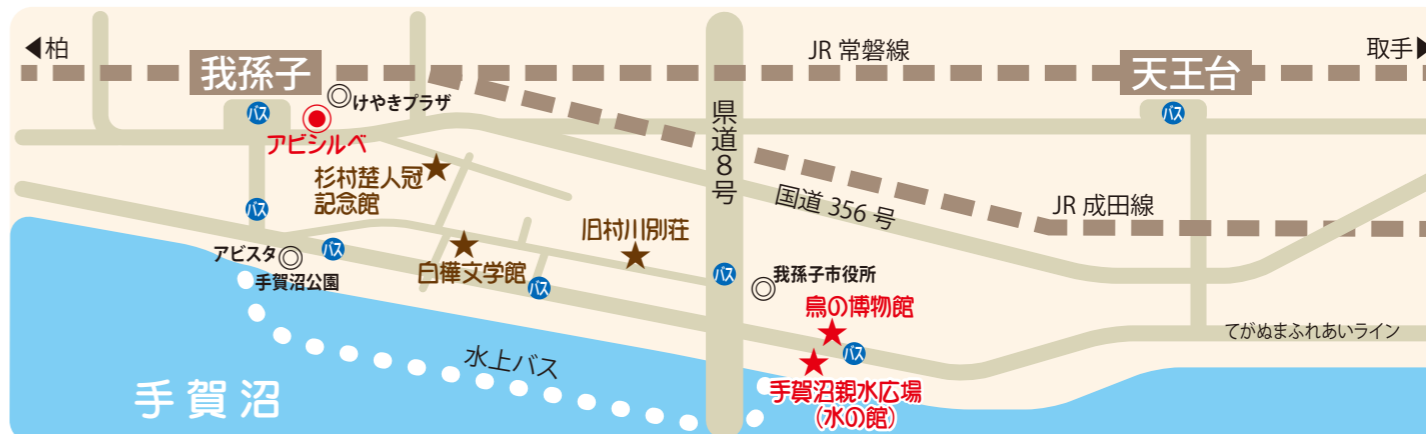 ◀柏
JR 常磐線
取手▶
我孫子
天王台
けやきプラザ
バス
バス
アビシルベ
県道8号
杉村楚人冠
記念館
国道 356 号
JR 成田線
バス
旧村川別荘
アビスタ
バス
白樺文学館
手賀沼公園
バス
バス
我孫子市役所
鳥の博物館
てがぬまふれあいライン
バス
水上バス
手賀沼親水広場
(水の館)
手賀沼